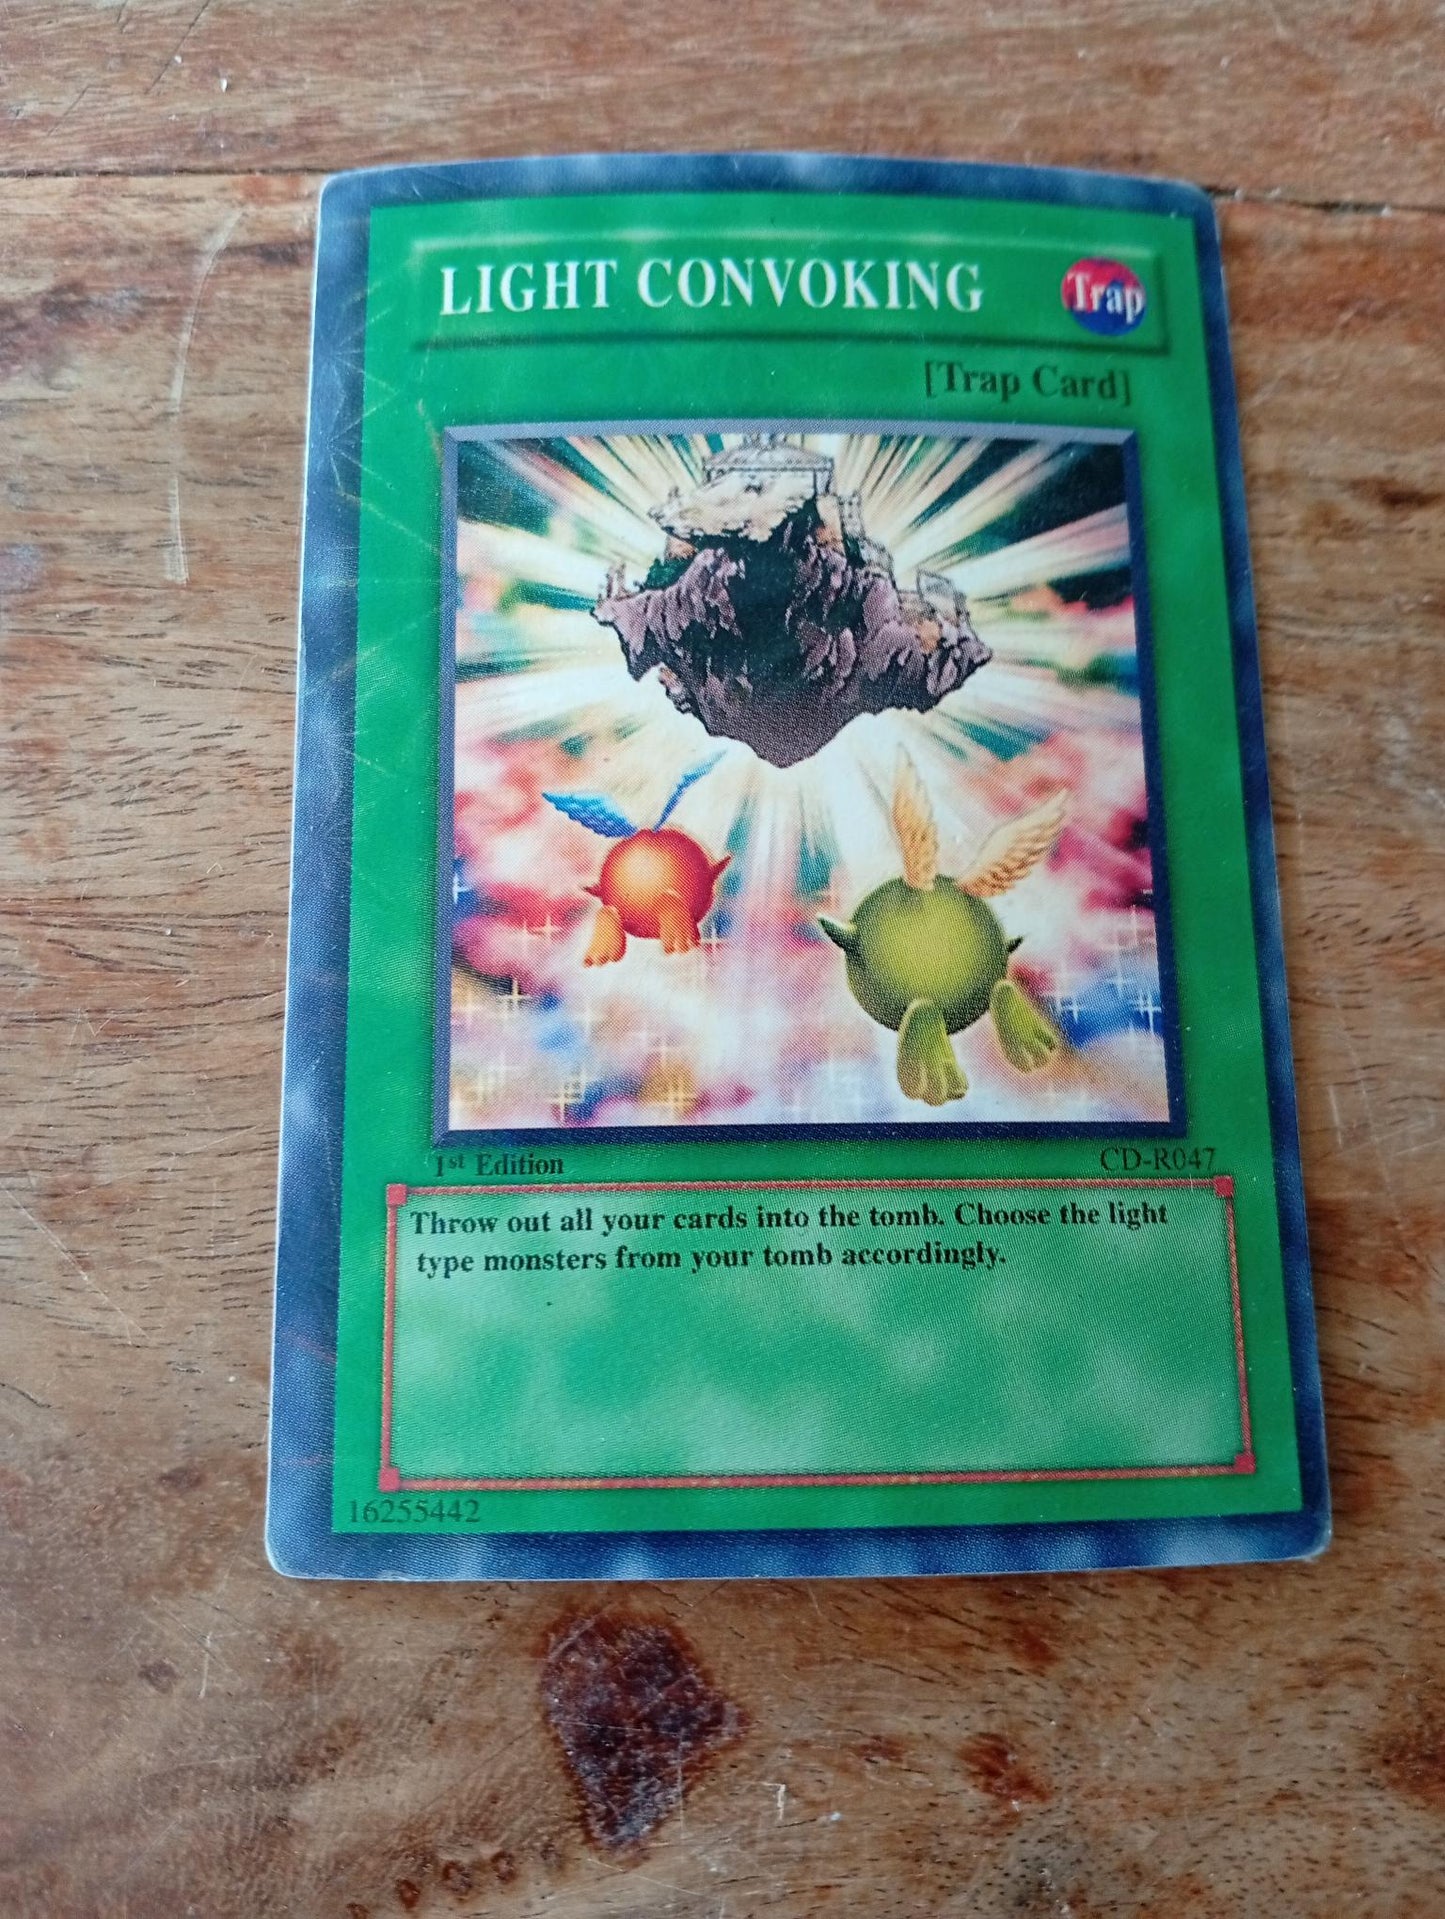 LIGHT CONVOKING
Trap
[Trap Card]
1st Edition
CD-R047
Throw out all your cards into the tomb. Choose the light
type monsters from your tomb accordingly.
16255442